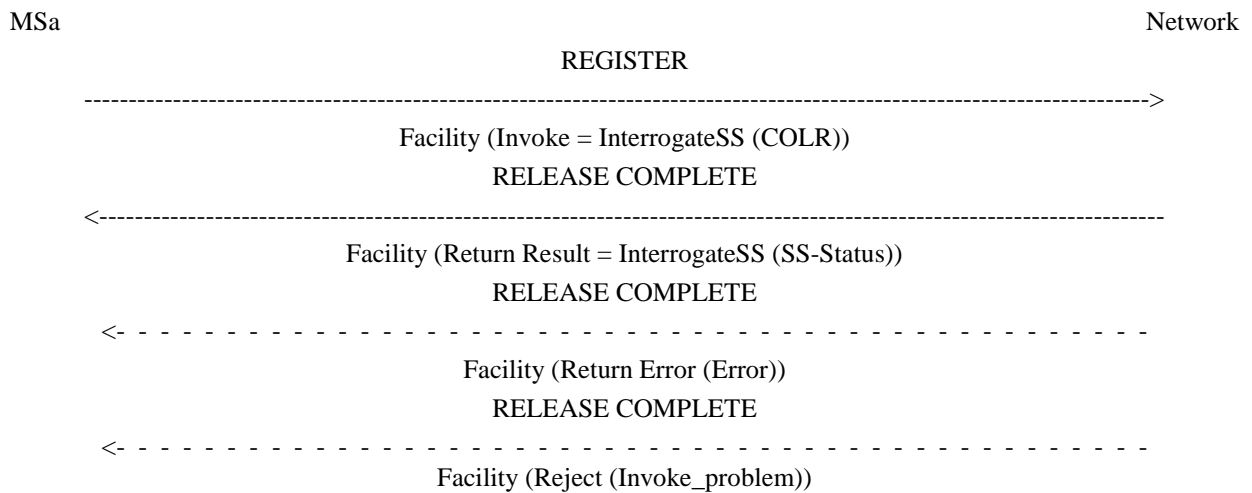 MSa Network
REGISTER
------------------------------------------------------------------------------------------------------------------------>
Facility (Invoke = InterrogateSS (COLR))
RELEASE COMPLETE
<------------------------------------------------------------------------------------------------------------------------
Facility (Return Result = InterrogateSS (SS-Status))
RELEASE COMPLETE
<- - - - - - - - - - - - - - - - - - - - - - - - - - - - - - - - - - - - - - - - - - - - - - - - - - - - - - - - -
Facility (Return Error (Error))
RELEASE COMPLETE
<- - - - - - - - - - - - - - - - - - - - - - - - - - - - - - - - - - - - - - - - - - - - - - - - - - - - - - - - -
Facility (Reject (Invoke_problem))